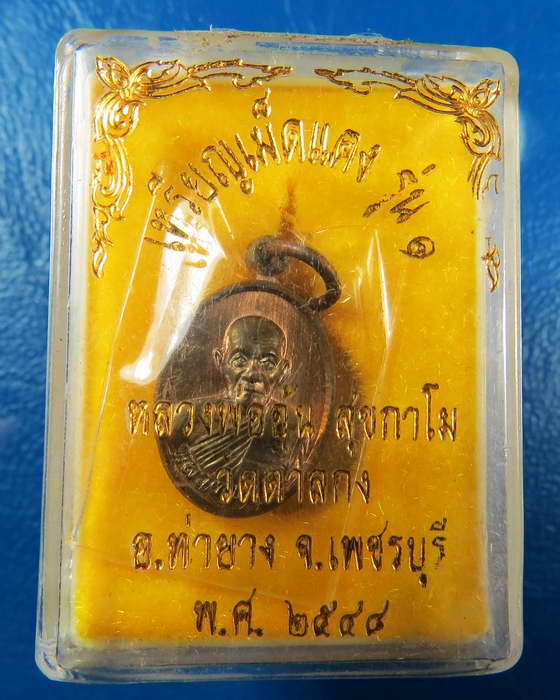 เหรียญเม็ดแตง รุ่น ๑
หลวงพ่ออุ้น สุขกาโม
วัดตาลกง
อ.ท่ายาง จ.เพชรบุรี
พ.ศ. ๒๕๔๔